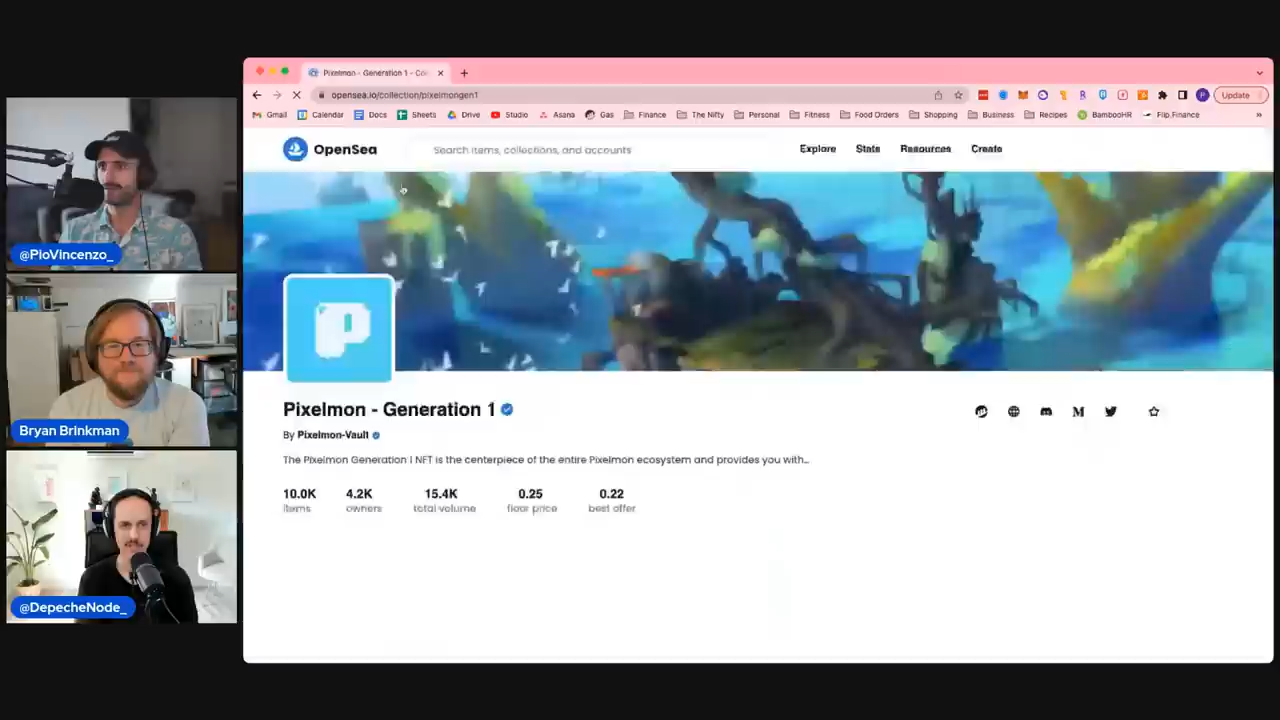 @PioVincenzo_
Bryan Brinkman
@DepecheNode_
Pixelmon - Generation 1 - Col
opensea.io/collection/pixelmongen1
Update
Gmail Calendar Docs Sheets Drive Studio Asana Gas Finance The Nifty Personal Fitness Food Orders Shopping Business Recipes BambooHR Flip.Finance »
OpenSea Search items, collections, and accounts Explore Stats Resources Create
Pixelmon - Generation 1
By Pixelmon-Vault
The Pixelmon Generation 1 NFT is the centerpiece of the entire Pixelmon ecosystem and provides you with...
10.0K 4.2K 15.4K 0.25 0.22
items owners total volume floor price best offer